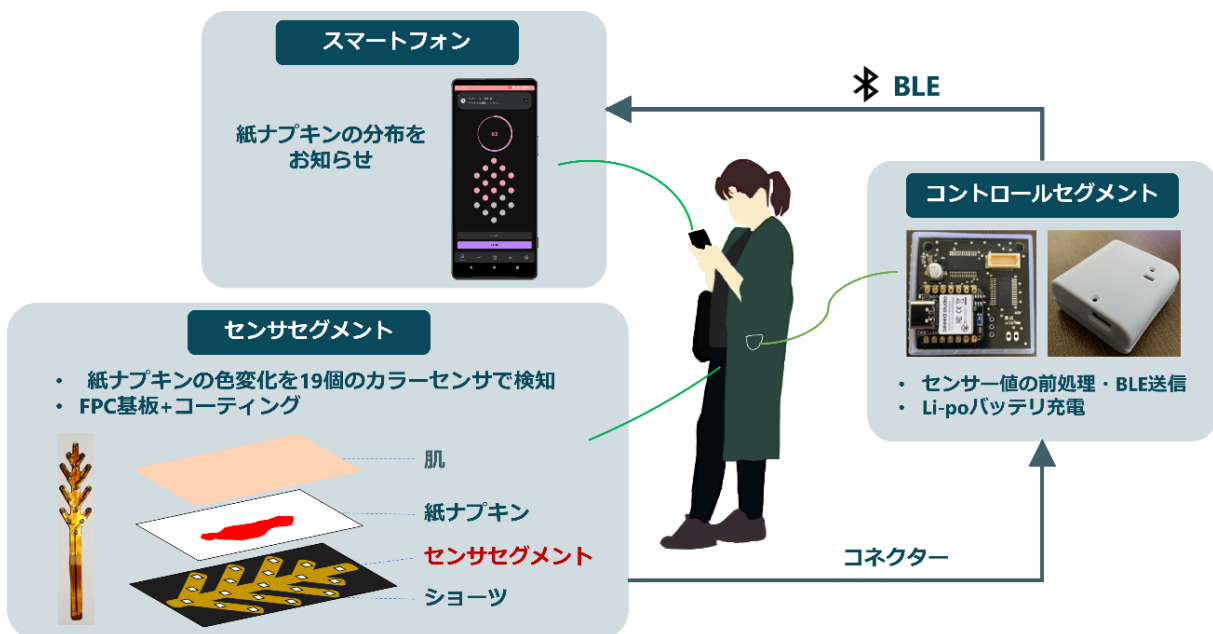 スマートフォン
紙ナプキンの分布を
お知らせ
BLE
コントロールセグメント
seeed studio
・ センサー値の前処理・BLE送信
・ Li-poバッテリ充電
センサセグメント
・ 紙ナプキンの色変化を19個のカラーセンサで検知
・ FPC基板+コーティング
肌
紙ナプキン
センサセグメント
ショーツ
コネクター